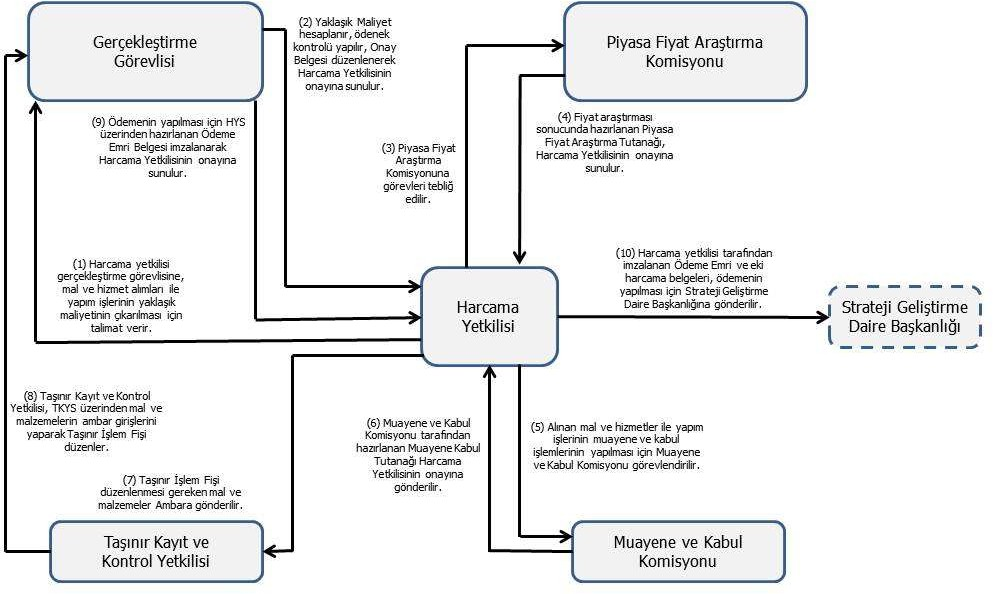 Gerçekleştirme
Görevlisi
(2) Yaklaşık Maliyet
hesaplanır, ödenek
kontrolü yapılır, Onay
Belgesi düzenlenerek
Harcama Yetkilisinin
onayına sunulur.
Piyasa Fiyat Araştırma
Komisyonu
(9) Ödemenin yapılması için HYS
üzerinden hazırlanan Ödeme
Emri Belgesi imzalanarak
Harcama Yetkilisinin onayına
sunulur.
(3) Piyasa Fiyat
Araştırma
Komisyonuna
görevleri tebliğ
edilir.
(4) Fiyat araştırması
sonucunda hazırlanan Piyasa
Fiyat Araştırma Tutanağı,
Harcama Yetkilisinin onayına
sunulur.
(1) Harcama yetkilisi
gerçekleştirme görevlisine,
mal ve hizmet alımları ile
yapım işlerinin yaklaşık
maliyetinin çıkarılması için
talimat verir.
Harcama
Yetkilisi
(10) Harcama yetkilisi tarafından
imzalanan Ödeme Emri ve eki
harcama belgeleri, ödemenin
yapılması için Strateji Geliştirme
Daire Başkanlığına gönderilir.
Strateji Geliştirme
Daire Başkanlığı
(8) Taşınır Kayıt ve Kontrol
Yetkilisi, TKYS üzerinden mal ve
malzemelerin ambar girişlerini
yaparak Taşınır İşlem Fişi
düzenler.
(6) Muayene ve Kabul
Komisyonu tarafından
hazırlanan Muayene Kabul
Tutanağı Harcama
Yetkilisinin onayına
gönderilir.
(5) Alınan mal ve hizmetler ile yapım
işlerinin muayene ve kabul
işlemlerinin yapılması için Muayene
ve Kabul Komisyonu görevlendirilir.
(7) Taşınır İşlem Fişi
düzenlenmesi gereken mal ve
malzemeler Ambara gönderilir.
Taşınır Kayıt ve
Kontrol Yetkilisi
Muayene ve Kabul
Komisyonu